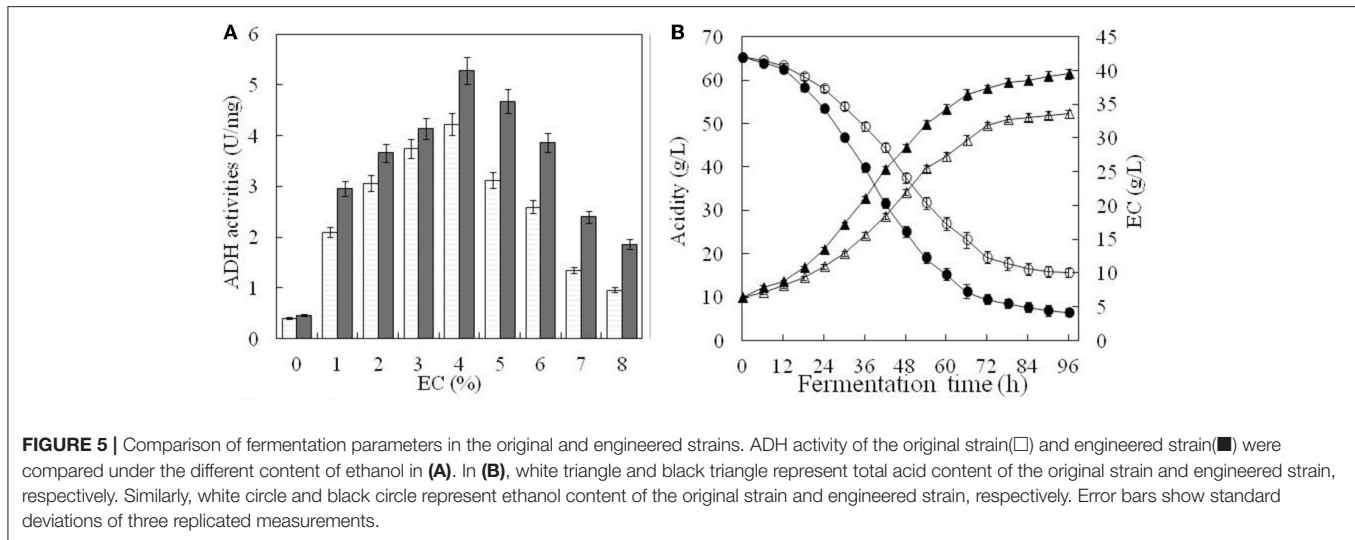 A
6
5
4
3
2
1
0
ADH activities (U/mg)
0 1 2 3 4 5 6 7 8
EC (%)
B
70
60
50
40
30
20
10
0
Acidity (g/L)
45
40
35
30
25
20
15
10
5
0
EC (g/L)
0 12 24 36 48 60 72 84 96
Fermentation time (h)
FIGURE 5 | Comparison of fermentation parameters in the original and engineered strains. ADH activity of the original strain(□) and engineered strain(■) were
compared under the different content of ethanol in (A). In (B), white triangle and black triangle represent total acid content of the original strain and engineered strain,
respectively. Similarly, white circle and black circle represent ethanol content of the original strain and engineered strain, respectively. Error bars show standard
deviations of three replicated measurements.